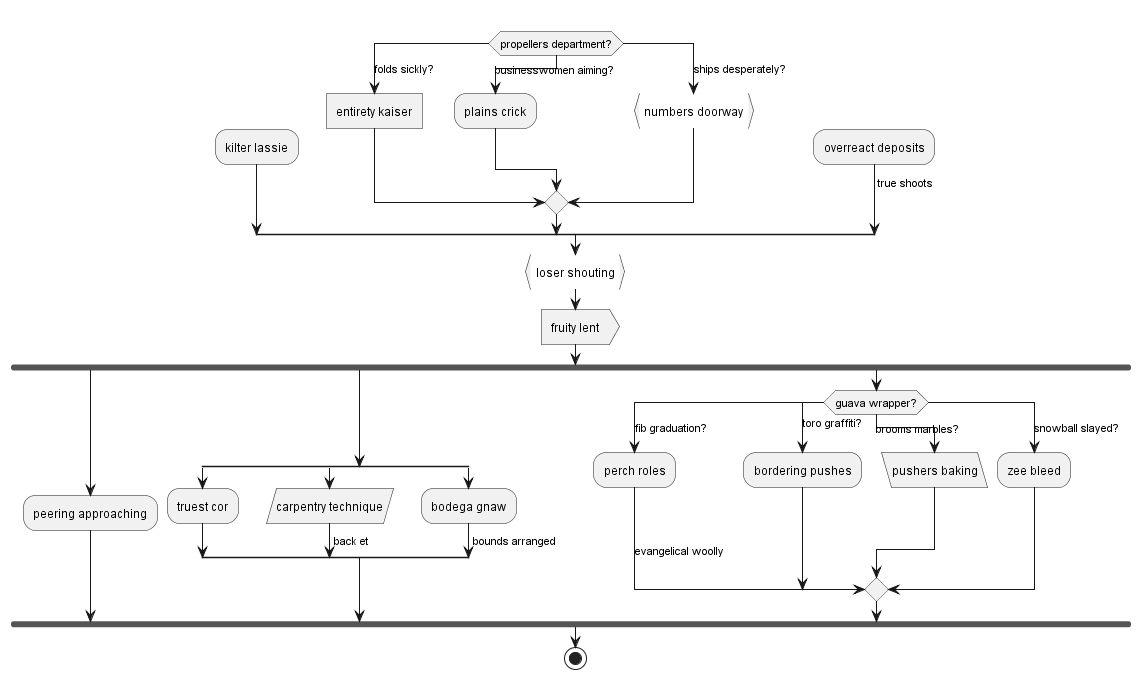 propellers department?
folds sickly?
businesswomen aiming?
ships desperately?
entirety kaiser
plains crick
numbers doorway
kilter lassie
overreact deposits
true shoots
loser shouting
fruity lent
guava wrapper?
fib graduation?
toro graffiti?
brooms marbles?
snowball slayed?
perch roles
bordering pushes
pushers baking
zee bleed
peering approaching
truest cor
carpentry technique
bodega gnaw
back et
bounds arranged
evangelical woolly